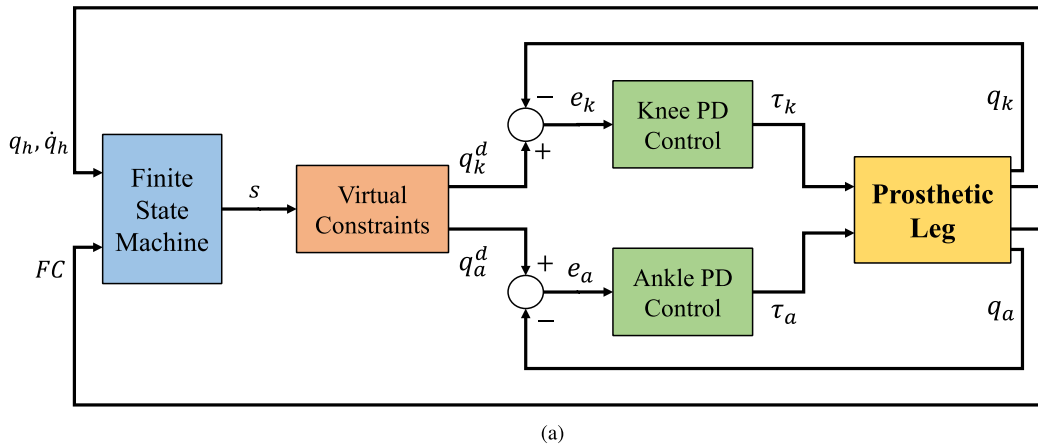 q_h, q̇_h
FC
Finite
State
Machine
s
Virtual
Constraints
q_k^d
q_a^d
−
+
+
−
e_k
e_a
Knee PD
Control
Ankle PD
Control
τ_k
τ_a
Prosthetic
Leg
q_k
q_a
(a)